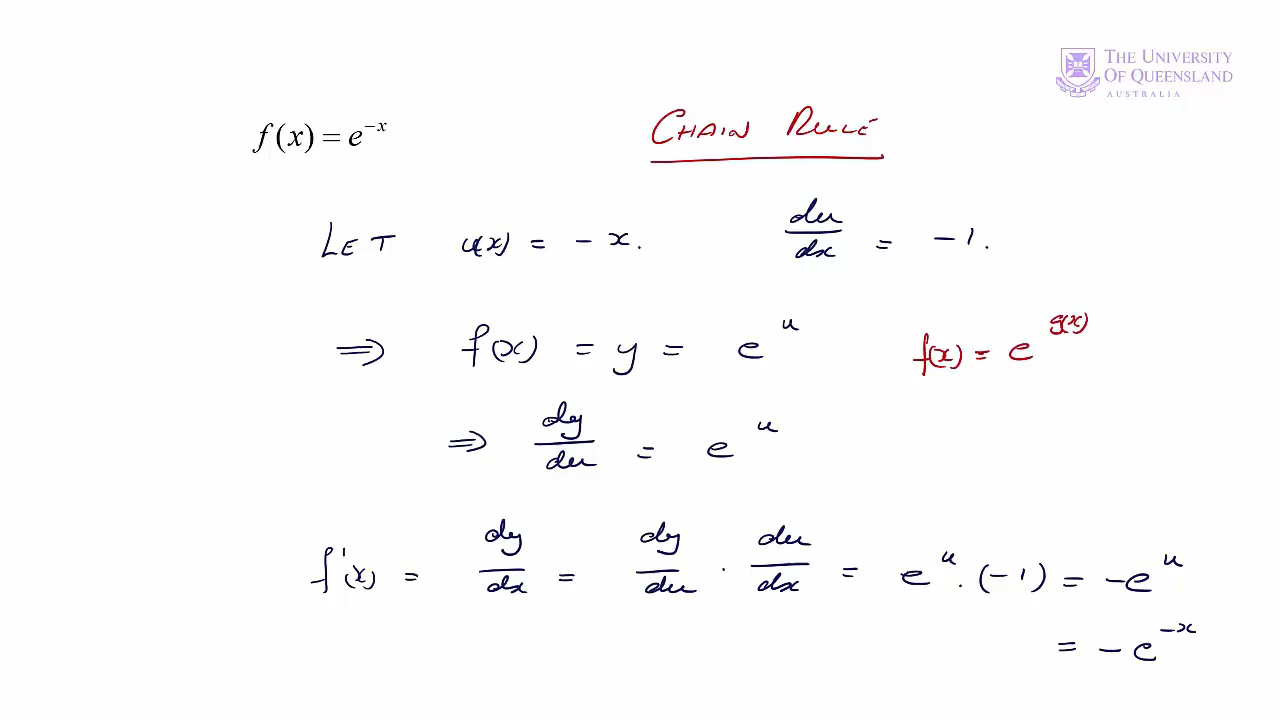 THE UNIVERSITY
OF QUEENSLAND
AUSTRALIA
f(x) = e^{-x}
CHAIN RULE
LET u(x) = -x. du/dx = -1.
⇒ f(x) = y = e^u
f(x) = e^{g(x)}
⇒ dy/du = e^u
f'(x) = dy/dx = dy/du · du/dx = e^u . (-1) = -e^u
= -e^{-x}